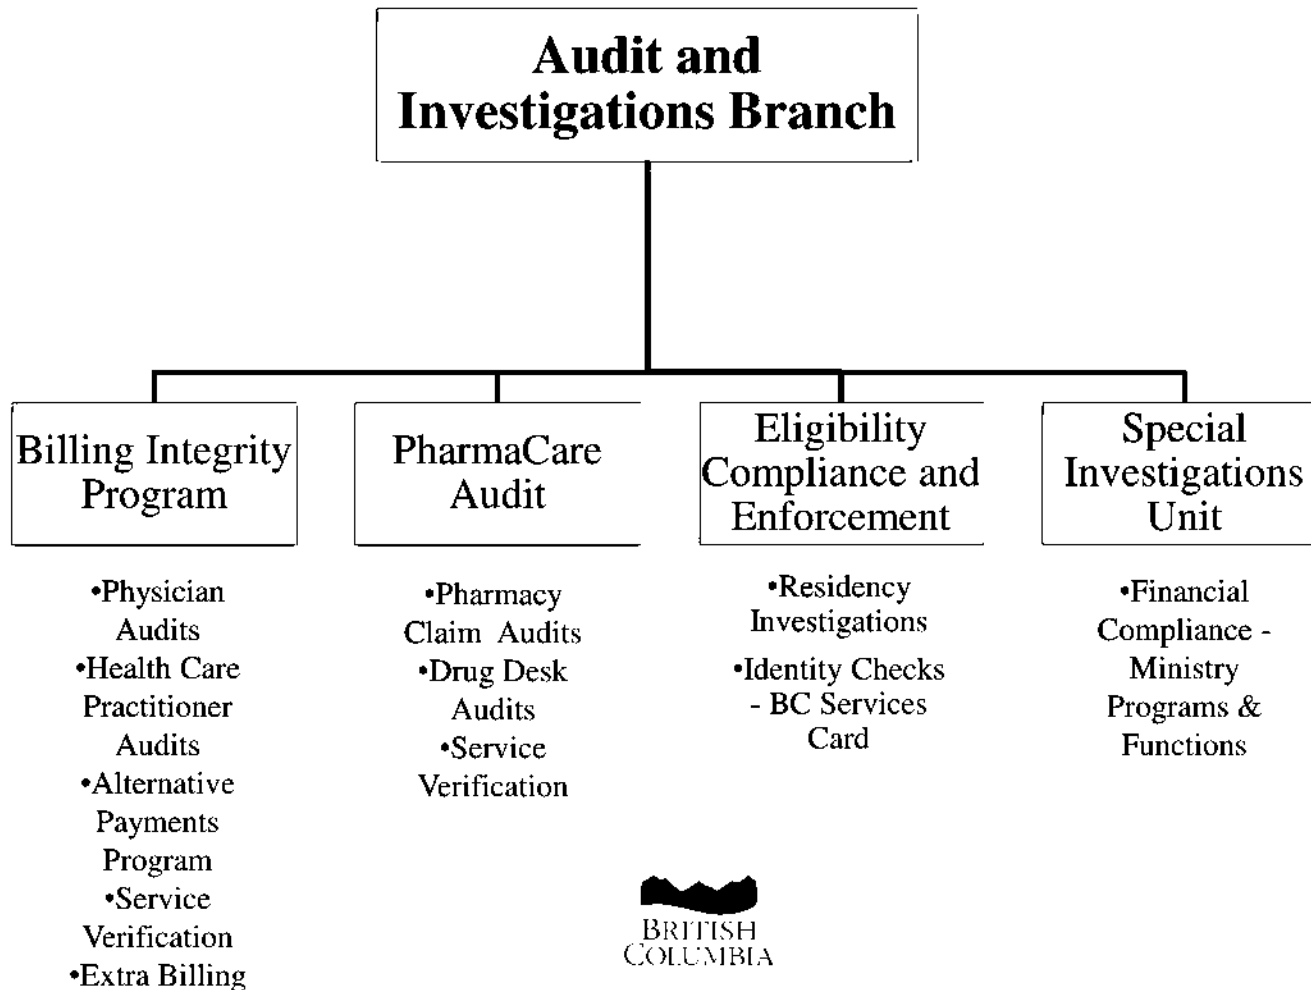 Audit and
Investigations Branch
Billing Integrity
Program
•Physician
Audits
•Health Care
Practitioner
Audits
•Alternative
Payments
Program
•Service
Verification
•Extra Billing
PharmaCare
Audit
•Pharmacy
Claim Audits
•Drug Desk
Audits
•Service
Verification
Eligibility
Compliance and
Enforcement
•Residency
Investigations
•Identity Checks
- BC Services
Card
Special
Investigations
Unit
•Financial
Compliance -
Ministry
Programs &
Functions
BRITISH
COLUMBIA